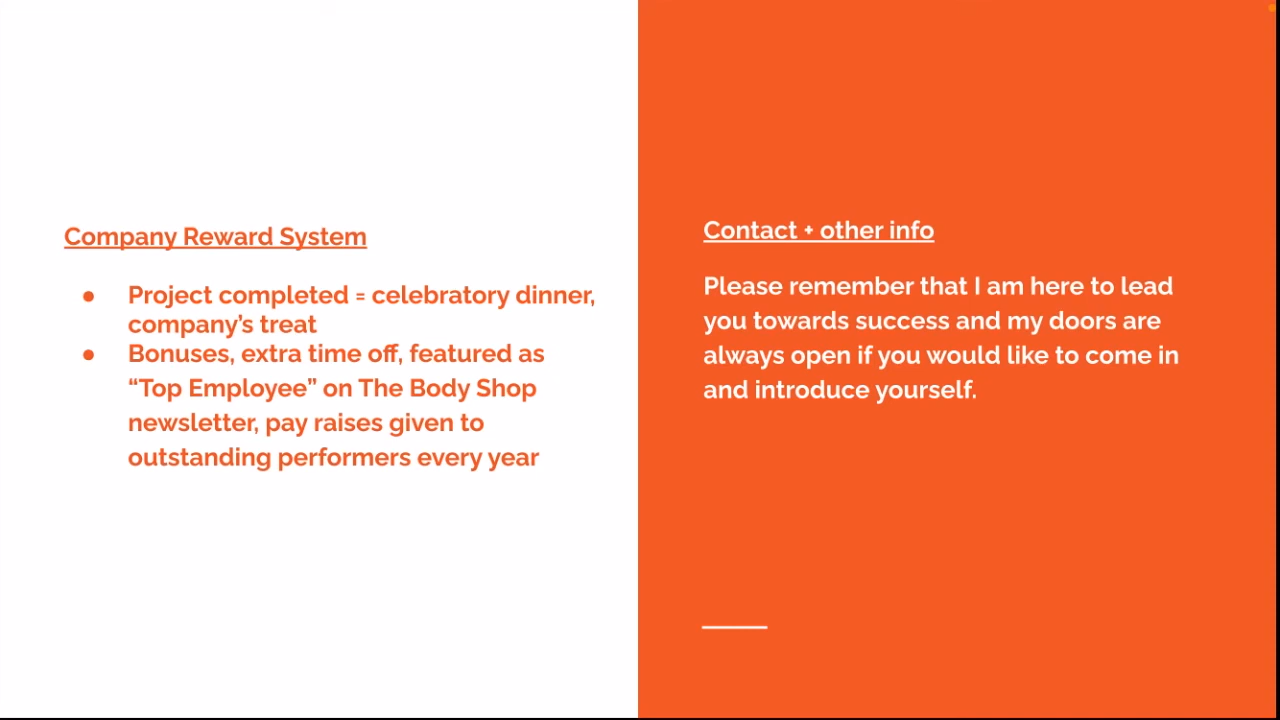 Company Reward System
● Project completed = celebratory dinner,
company's treat
● Bonuses, extra time off, featured as
“Top Employee” on The Body Shop
newsletter, pay raises given to
outstanding performers every year
Contact + other info
Please remember that I am here to lead
you towards success and my doors are
always open if you would like to come in
and introduce yourself.